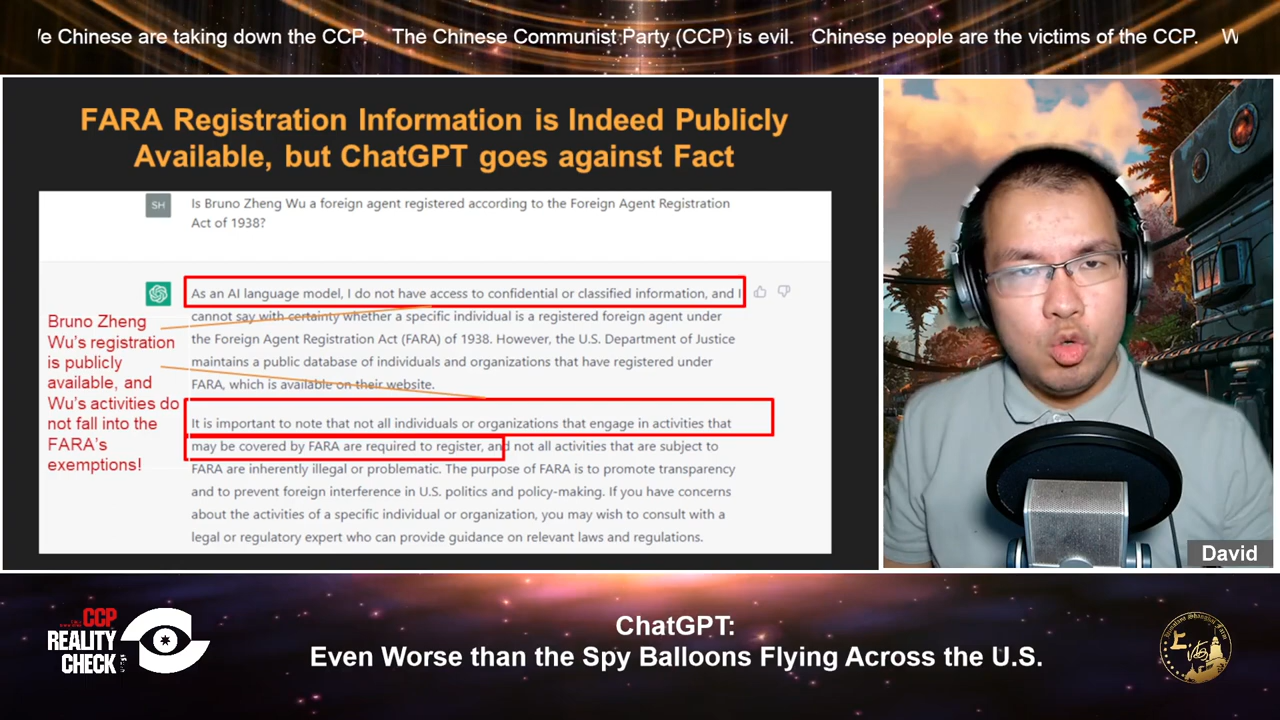 e Chinese are taking down the CCP. The Chinese Communist Party (CCP) is evil. Chinese people are the victims of the CCP. W
FARA Registration Information is Indeed Publicly
Available, but ChatGPT goes against Fact
SH
Is Bruno Zheng Wu a foreign agent registered according to the Foreign Agent Registration
Act of 1938?
As an AI language model, I do not have access to confidential or classified information, and I
cannot say with certainty whether a specific individual is a registered foreign agent under
the Foreign Agent Registration Act (FARA) of 1938. However, the U.S. Department of Justice
maintains a public database of individuals and organizations that have registered under
FARA, which is available on their website.
It is important to note that not all individuals or organizations that engage in activities that
may be covered by FARA are required to register, and not all activities that are subject to
FARA are inherently illegal or problematic. The purpose of FARA is to promote transparency
and to prevent foreign interference in U.S. politics and policy-making. If you have concerns
about the activities of a specific individual or organization, you may wish to consult with a
legal or regulatory expert who can provide guidance on relevant laws and regulations.
Bruno Zheng
Wu's registration
is publicly
available, and
Wu's activities do
not fall into the
FARA's
exemptions!
David
CCP
REALITY
CHECK
ChatGPT:
Even Worse than the Spy Balloons Flying Across the U.S.